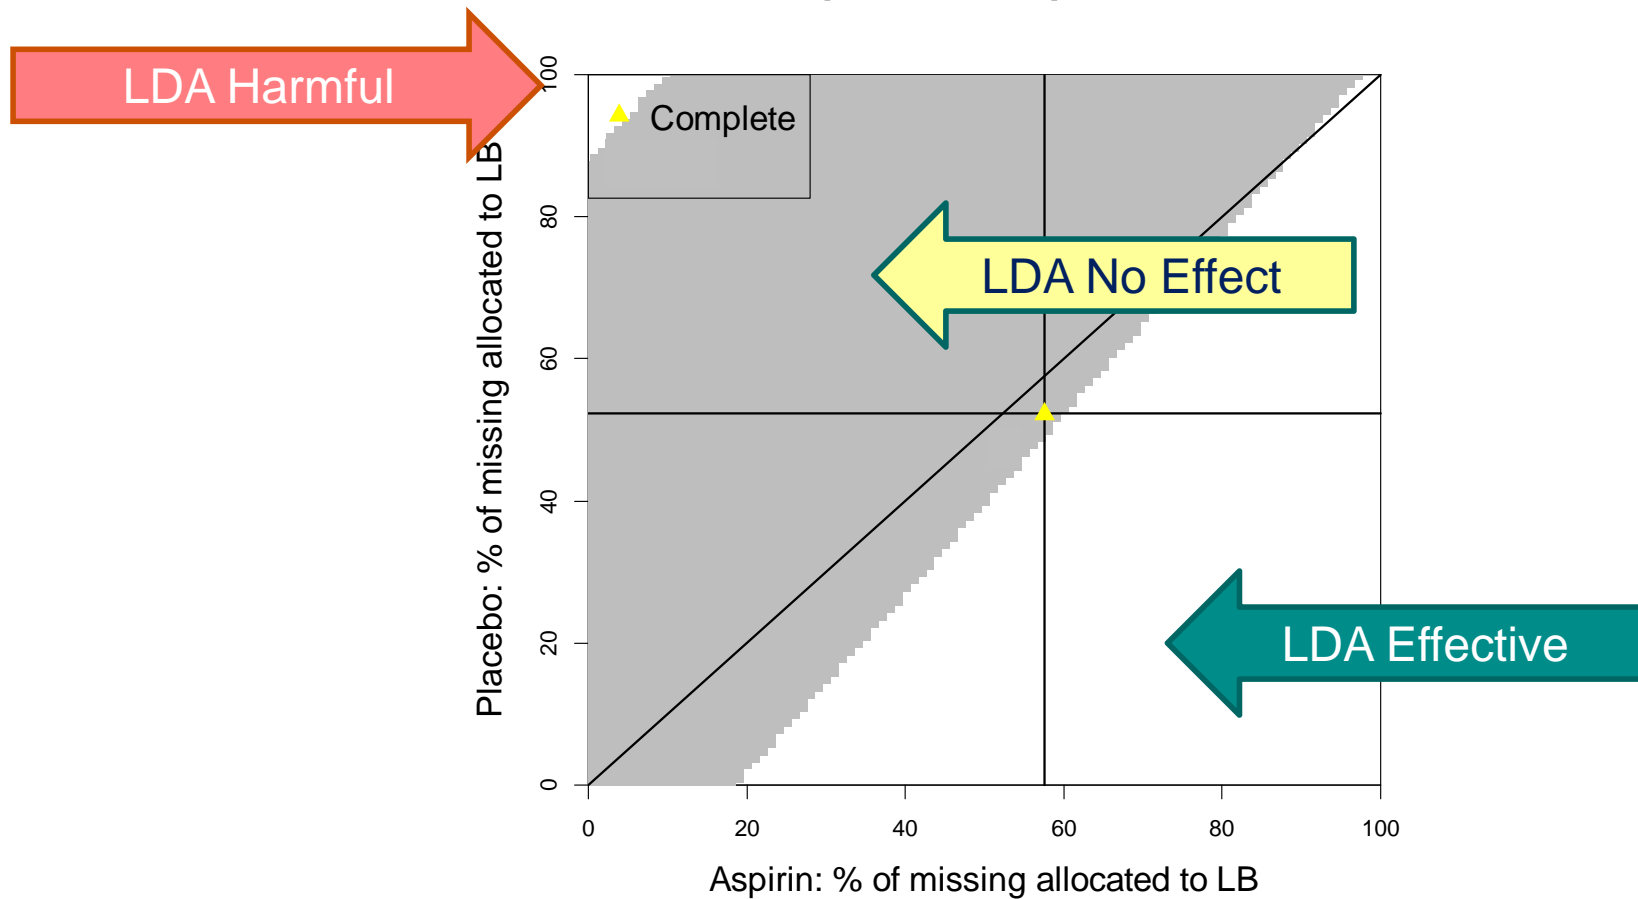 LDA Harmful
Complete
LDA No Effect
LDA Effective
Placebo: % of missing allocated to LB
100
80
60
40
20
0
0 20 40 60 80 100
Aspirin: % of missing allocated to LB